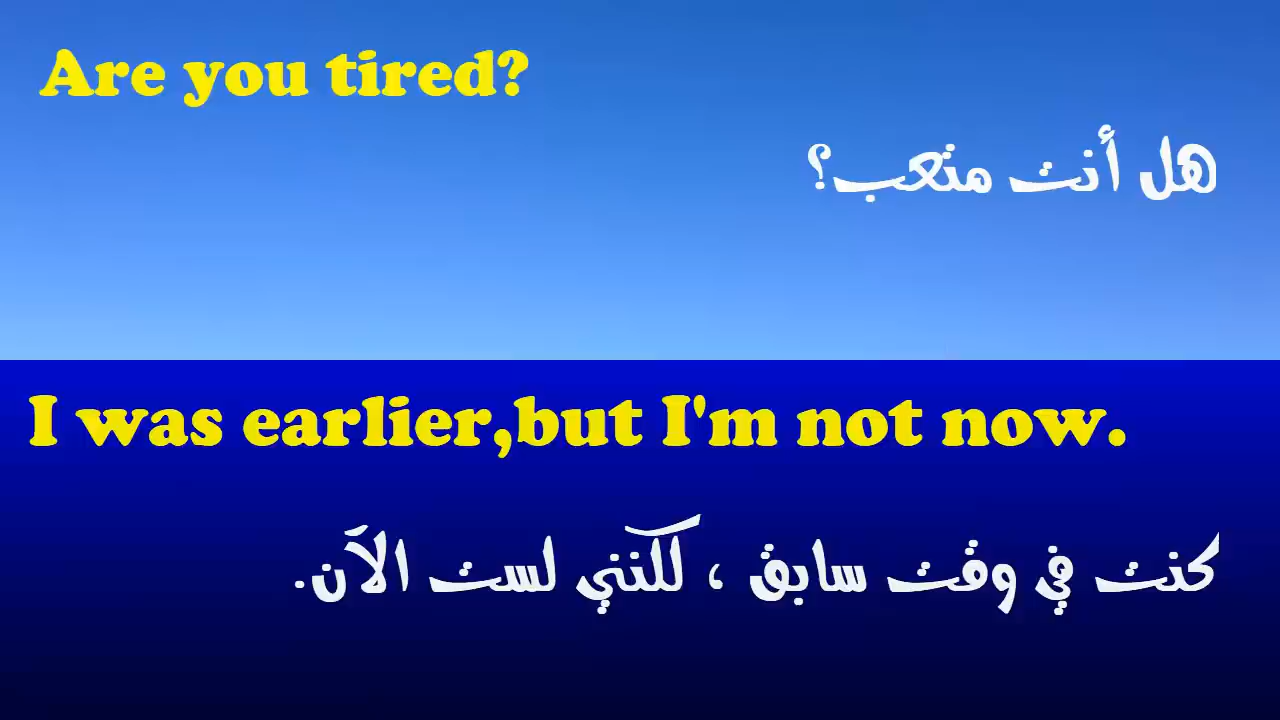 Are you tired?
هل أنت متعب؟
I was earlier,but I'm not now.
كنت في وقت سابق ، لكنني لست الآن.